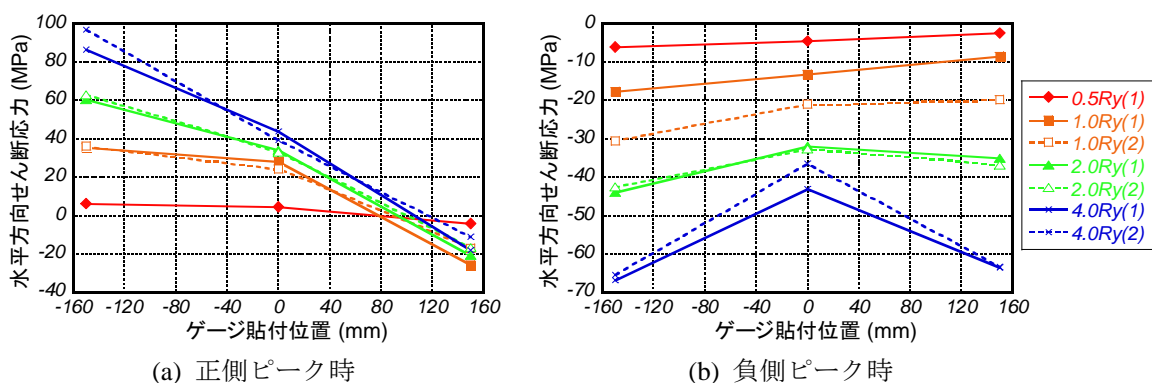 水平方向せん断応力 (MPa)
100
80
60
40
20
0
-20
-40
-160 -120 -80 -40 0 40 80 120 160
ゲージ貼付位置 (mm)
(a) 正側ピーク時
水平方向せん断応力 (MPa)
0
-10
-20
-30
-40
-50
-60
-70
-160 -120 -80 -40 0 40 80 120 160
ゲージ貼付位置 (mm)
(b) 負側ピーク時
0.5Ry(1)
1.0Ry(1)
1.0Ry(2)
2.0Ry(1)
2.0Ry(2)
4.0Ry(1)
4.0Ry(2)